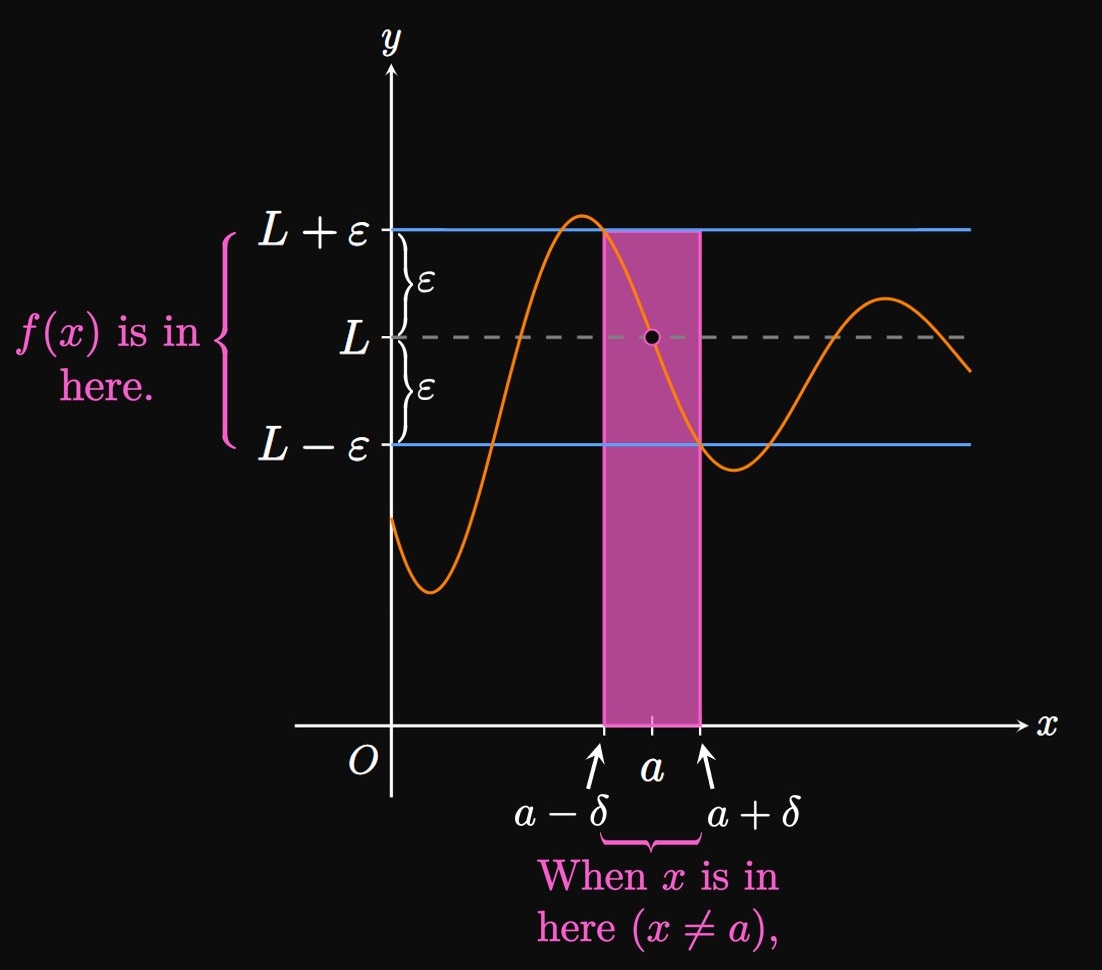 y
L + ε
ε
f(x) is in
here.
L
ε
L − ε
x
O
a
a − δ
a + δ
When x is in
here (x ≠ a),